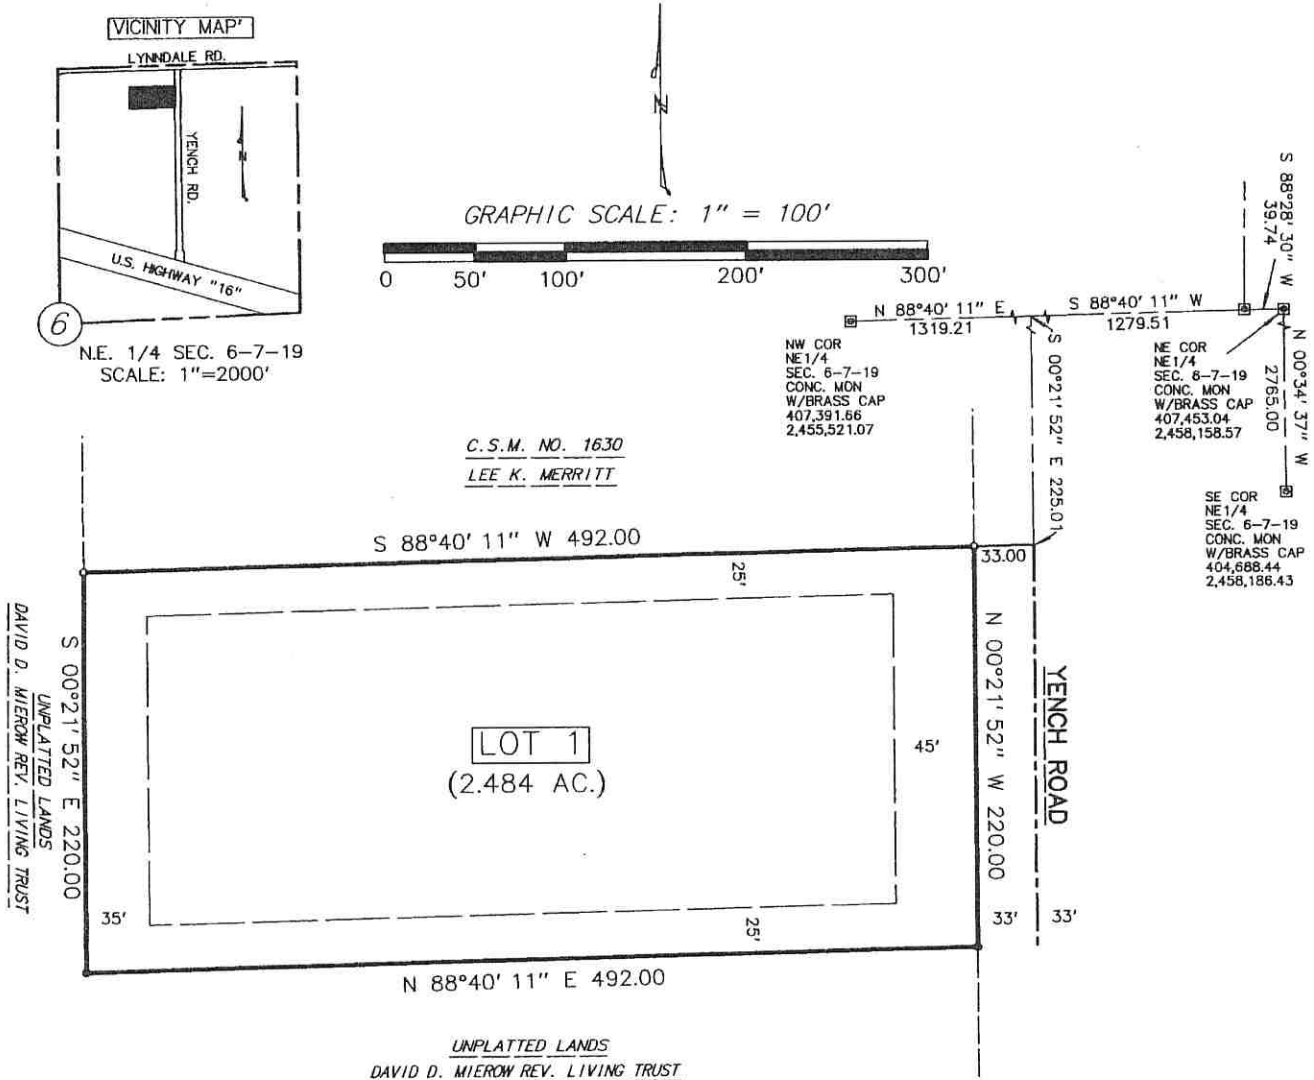 VICINITY MAP'
LYNNDALE RD.
YENCH RD.
N
U.S. HIGHWAY "16"
6
N.E. 1/4 SEC. 6-7-19
SCALE: 1"=2000'
N
GRAPHIC SCALE: 1" = 100'
0 50' 100' 200' 300'
S 88°28' 30" W
39.74
N 88°40' 11" E
1319.21
S 88°40' 11" W
1279.51
NW COR
NE1/4
SEC. 6-7-19
CONC. MON
W/BRASS CAP
407,391.66
2,455,521.07
S 00°21' 52" E 225.01
NE COR
NE1/4
SEC. 6-7-19
CONC. MON
W/BRASS CAP
407,453.04
2,458,158.57
N 00°34' 37" W
2765.00
SE COR
NE1/4
SEC. 6-7-19
CONC. MON
W/BRASS CAP
404,688.44
2,458,186.43
C.S.M. NO. 1630
LEE K. MERRITT
S 88°40' 11" W 492.00
33.00
25'
DAVID D. MIEROW REV. LIVING TRUST
UNPLATTED LANDS
S 00°21' 52" E 220.00
LOT 1
(2.484 AC.)
45'
N 00°21' 52" W 220.00
YENCH ROAD
35'
25'
33' 33'
N 88°40' 11" E 492.00
UNPLATTED LANDS
DAVID D. MIEROW REV. LIVING TRUST